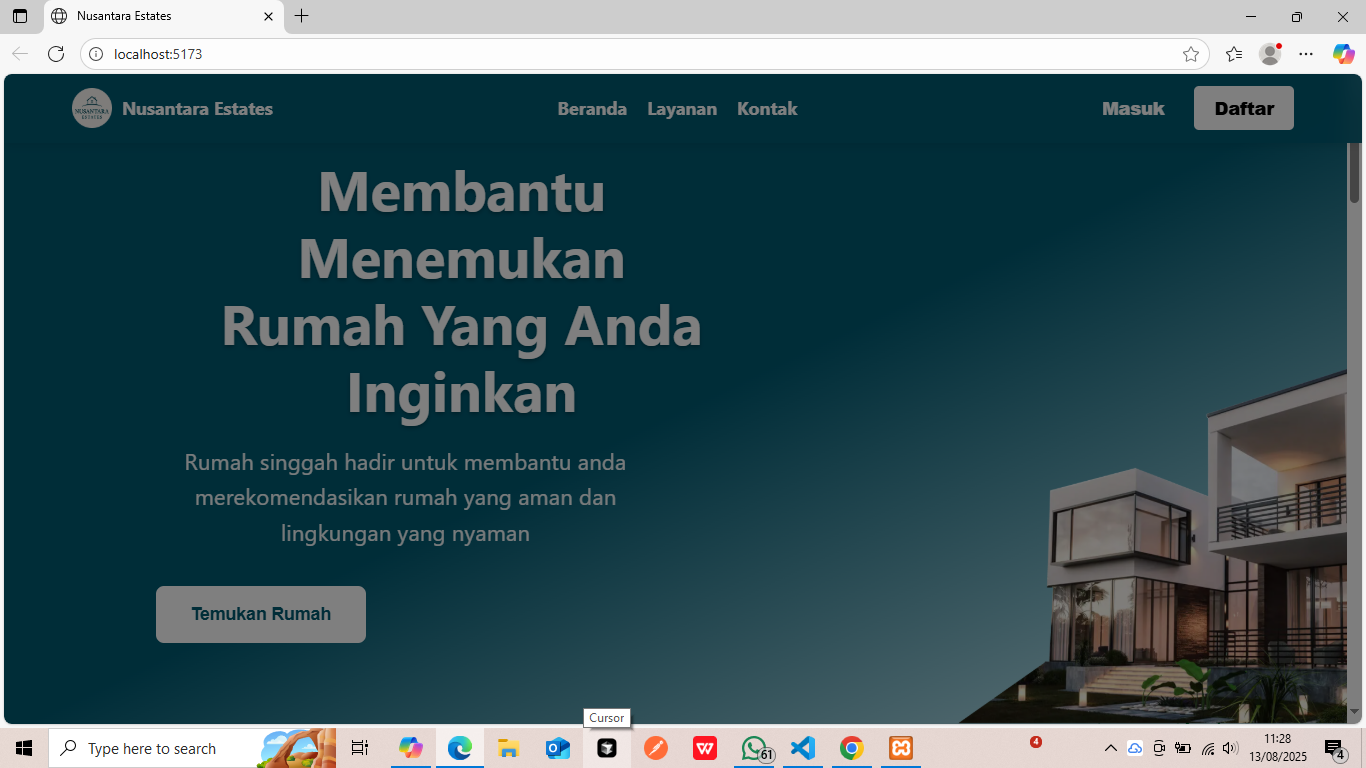 Nusantara Estates
localhost:5173
NUSANTARA
ESTATES
Nusantara Estates
Beranda Layanan Kontak
Masuk Daftar
Membantu
Menemukan
Rumah Yang Anda
Inginkan
Rumah singgah hadir untuk membantu anda
merekomendasikan rumah yang aman dan
lingkungan yang nyaman
Temukan Rumah
Cursor
Type here to search
61
4
11:28
13/08/2025
4